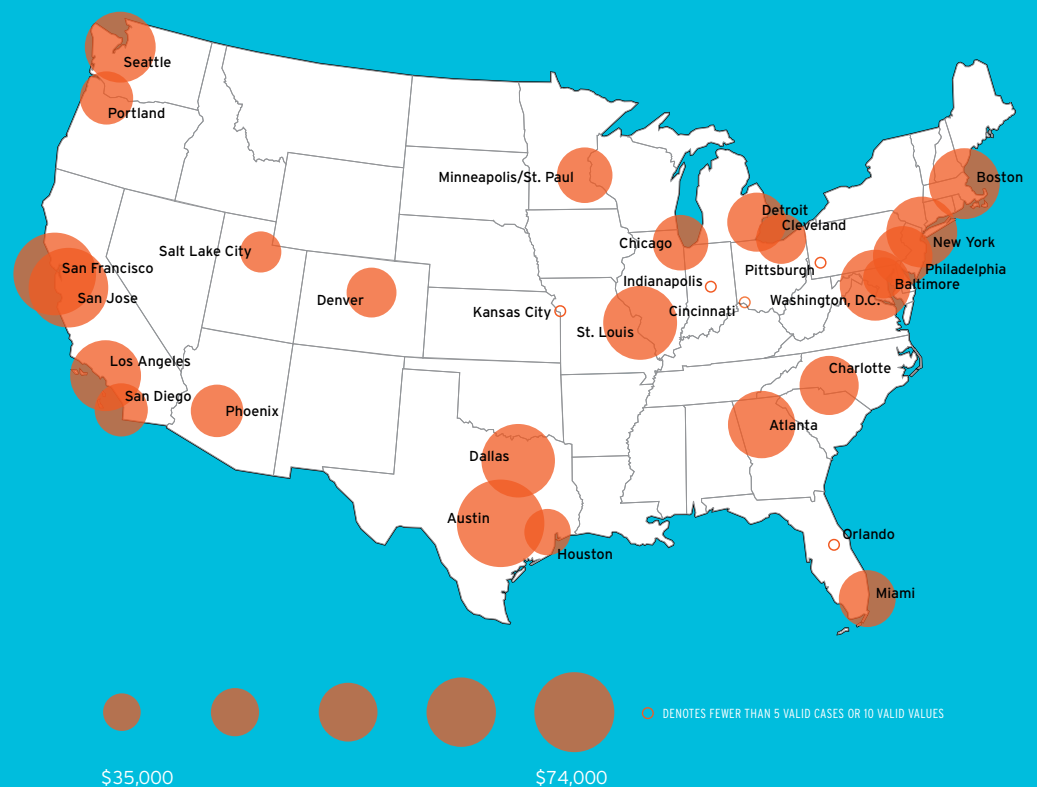 Seattle
Portland
Minneapolis/St. Paul
Boston
Detroit
Cleveland
Chicago
New York
Salt Lake City
San Francisco
Pittsburgh
Philadelphia
Indianapolis
Baltimore
San Jose
Denver
Washington, D.C.
Kansas City
Cincinnati
St. Louis
Los Angeles
Charlotte
San Diego
Phoenix
Atlanta
Dallas
Austin
Orlando
Houston
Miami
DENOTES FEWER THAN 5 VALID CASES OR 10 VALID VALUES
$35,000
$74,000